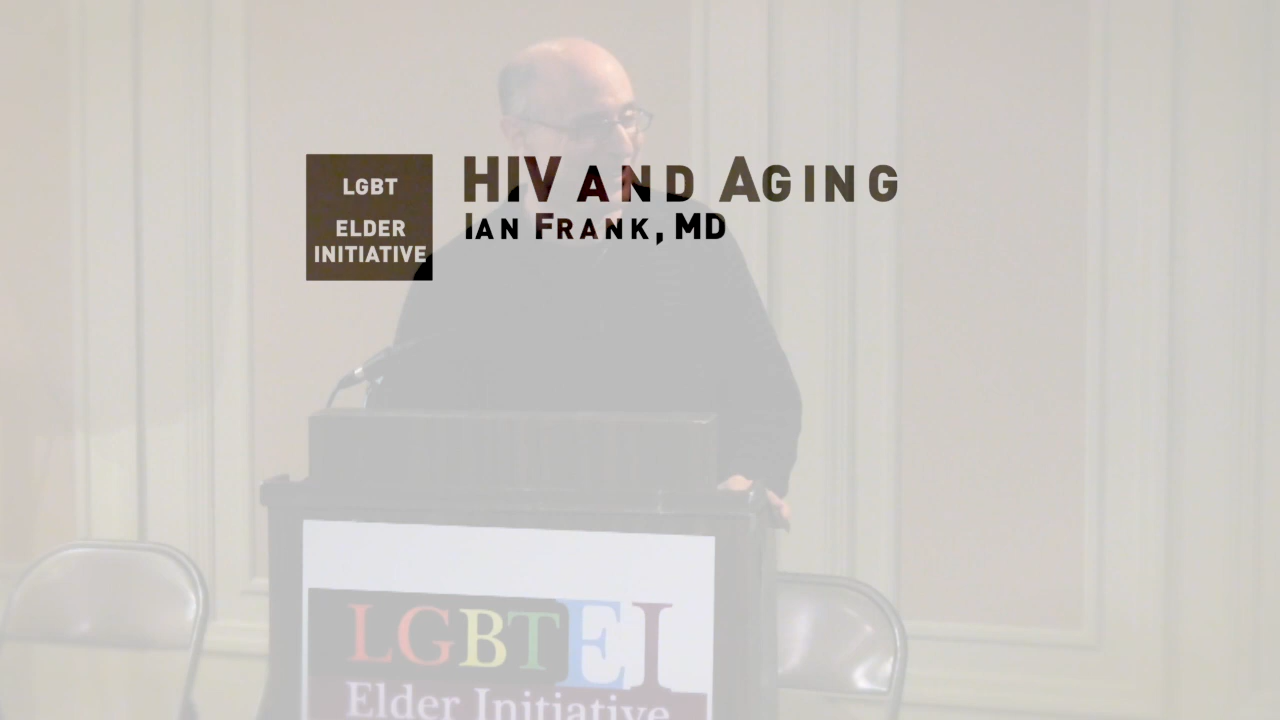 LGBT
ELDER
INITIATIVE
HIV AND AGING
IAN FRANK, MD
LGBTEI
Elder Initiative